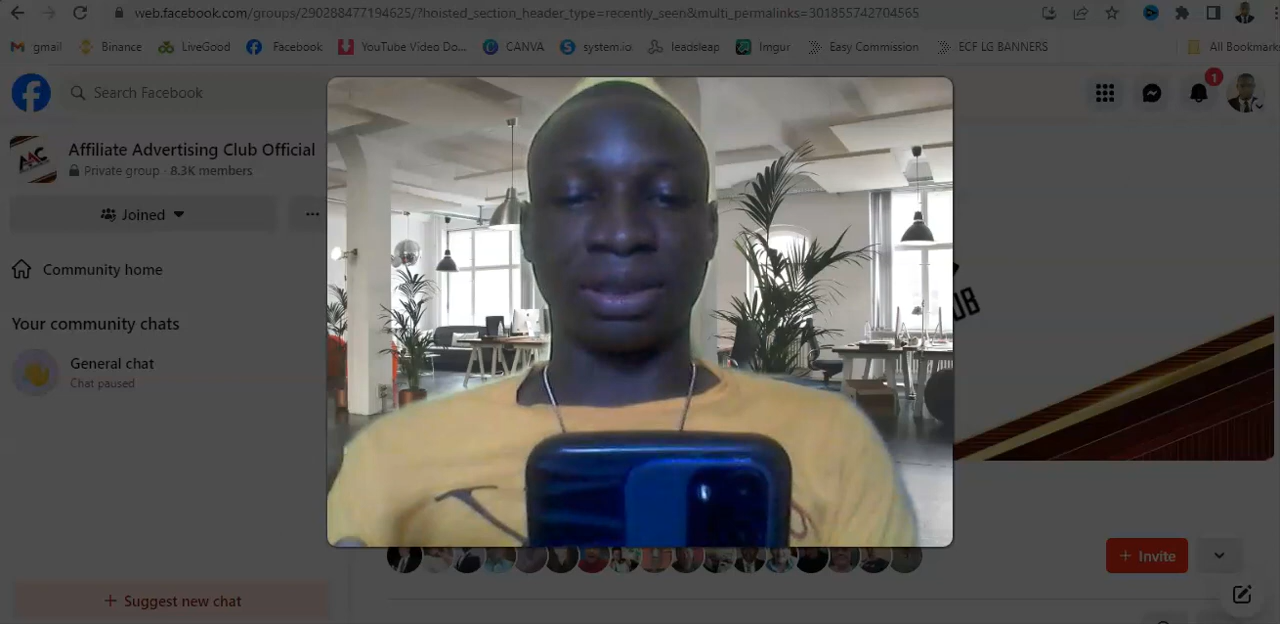 web.facebook.com/groups/290288477194625/?hoisted_section_header_type=recently_seen&multi_permalinks=301855742704565
gmail Binance LiveGood Facebook YouTube Video Do... CANVA system.io leadsleap Imgur Easy Commission ECF LG BANNERS All Bookmark
Search Facebook
1
AAC
Affiliate Advertising Club Official
Private group · 8.3K members
Joined
Community home
Your community chats
General chat
Chat paused
+ Invite
+ Suggest new chat